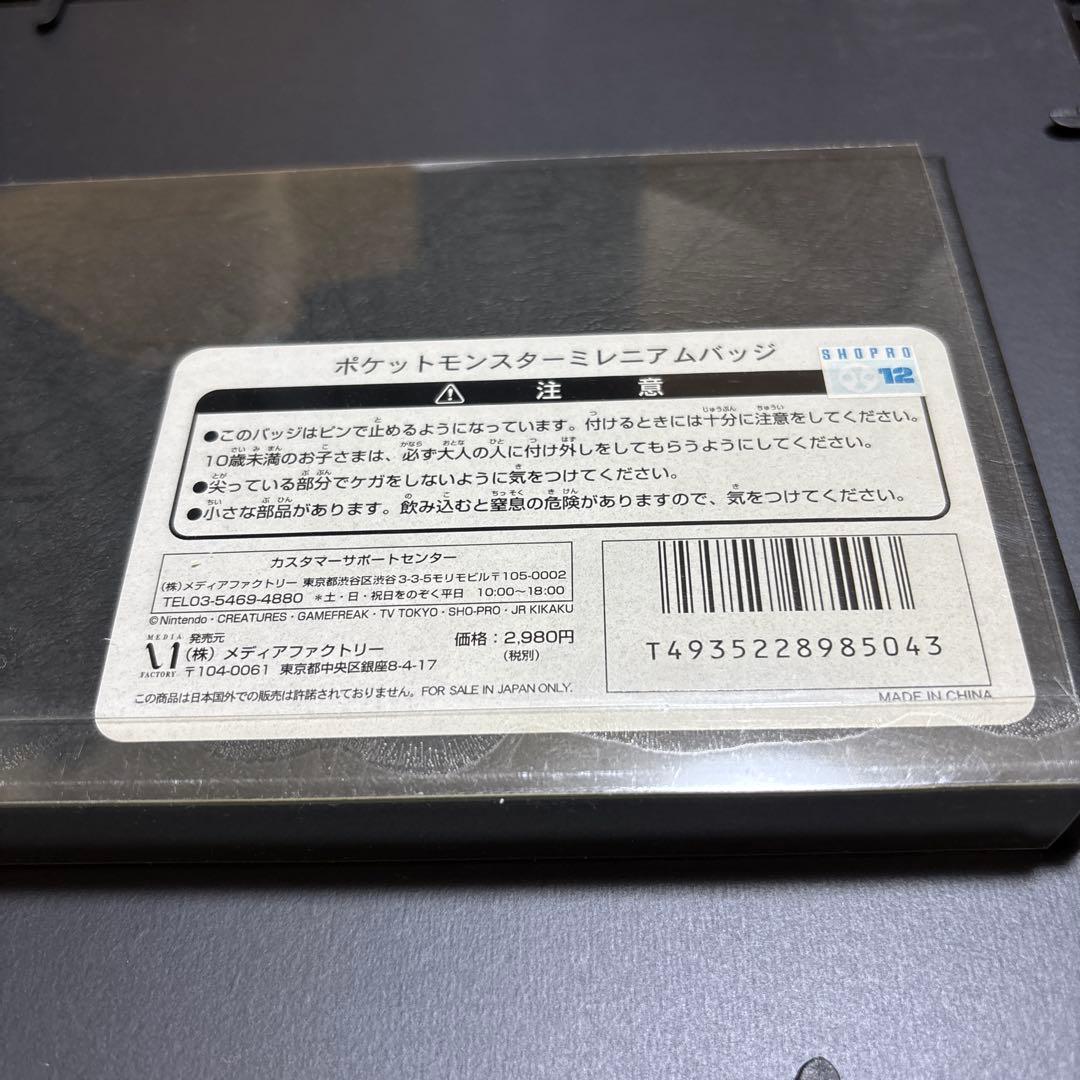 ポケットモンスターミレニアムバッジ
SHOPRO
12
注意
●このバッジはピンで止めるようになっています。付けるときには十分に注意をしてください。
10歳未満のお子さまは、必ず大人の人に付け外しをしてもらうようにしてください。
●尖っている部分でケガをしないように気をつけてください。
●小さな部品があります。飲み込むと窒息の危険がありますので、気をつけてください。
カスタマーサポートセンター
(株)メディアファクトリー 東京都渋谷区渋谷3-3-5モリモビル〒105-0002
TEL03-5469-4880 *土・日・祝日をのぞく平日 10:00~18:00
©Nintendo・CREATURES・GAMEFREAK・TV TOKYO・SHO-PRO・JR KIKAKU
MEDIA FACTORY
発売元
(株)メディアファクトリー
〒104-0061 東京都中央区銀座8-4-17
価格:2,980円
(税別)
この商品は日本国外での販売は許諾されておりません。FOR SALE IN JAPAN ONLY.
T4935228985043
MADE IN CHINA